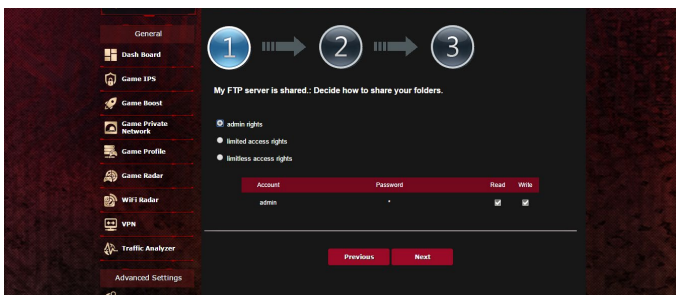 General
Dash Board
Game IPS
Game Boost
Game Private
Network
Game Profile
Game Radar
WiFi Radar
VPN
Traffic Analyzer
Advanced Settings
1
2
3
My FTP server is shared.: Decide how to share your folders.
admin rights
limited access rights
limitless access rights
Account Password Read Write
admin *
Previous Next